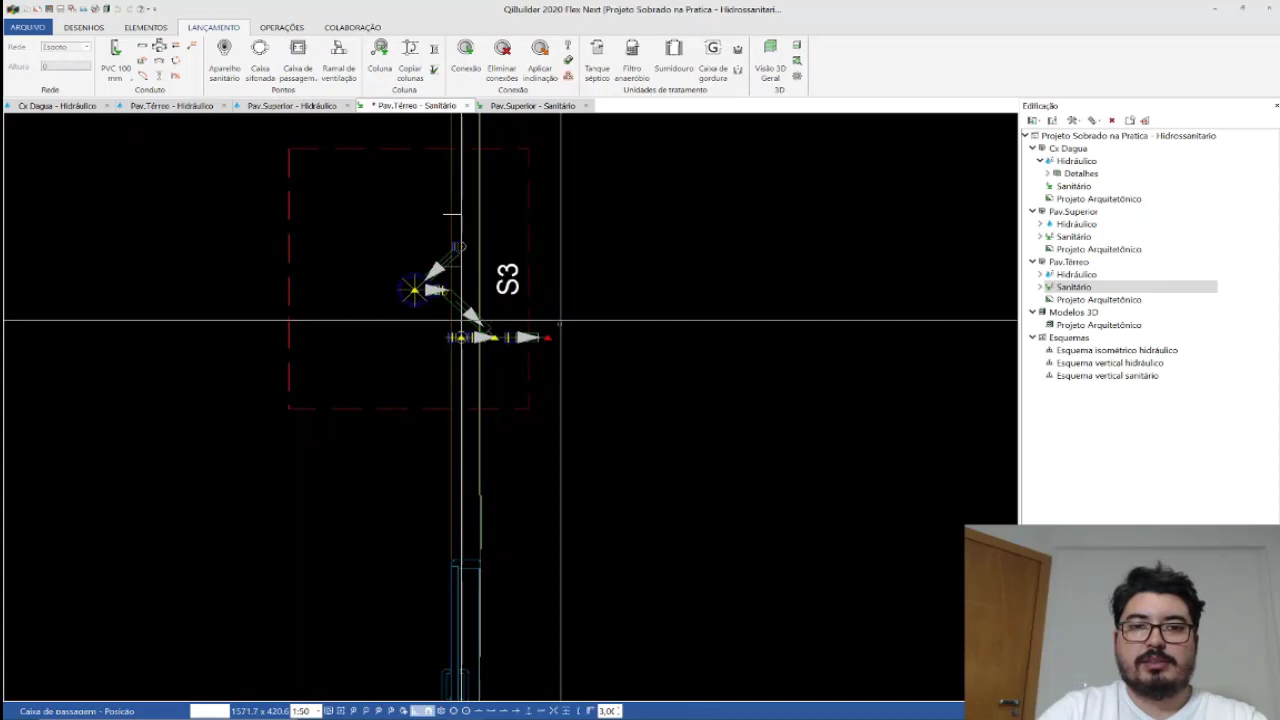 QiBuilder 2020 Flex Next [Projeto Sobrado na Pratica - Hidrossanitari...
ARQUIVO DESENHOS ELEMENTOS LANÇAMENTO OPERAÇÕES COLABORAÇÃO
Rede Esgoto
Altura 0
Rede
PVC 100 mm
Conduto
Aparelho sanitário
Caixa sifonada
Caixa de passagem
Ramal de ventilação
Pontos
Coluna
Copiar colunas
Coluna
Conexão
Eliminar conexões
Aplicar inclinação
Conexão
Tanque séptico
Filtro anaeróbio
Sumidouro
Caixa de gordura
Unidades de tratamento
Visão 3D Geral
3D
Cx Dagua - Hidráulico
Pav.Térreo - Hidráulico
Pav.Superior - Hidráulico
* Pav.Térreo - Sanitário
Pav.Superior - Sanitário
Edificação
Projeto Sobrado na Pratica - Hidrossanitario
Cx Dagua
Hidráulico
Detalhes
Sanitário
Projeto Arquitetônico
Pav.Superior
Hidráulico
Sanitário
Projeto Arquitetônico
Pav.Térreo
Hidráulico
Sanitário
Projeto Arquitetônico
Modelos 3D
Projeto Arquitetônico
Esquemas
Esquema isométrico hidráulico
Esquema vertical hidráulico
Esquema vertical sanitário
S3
Caixa de passagem - Posição
1571.7 x 420.6
1:50
3,00